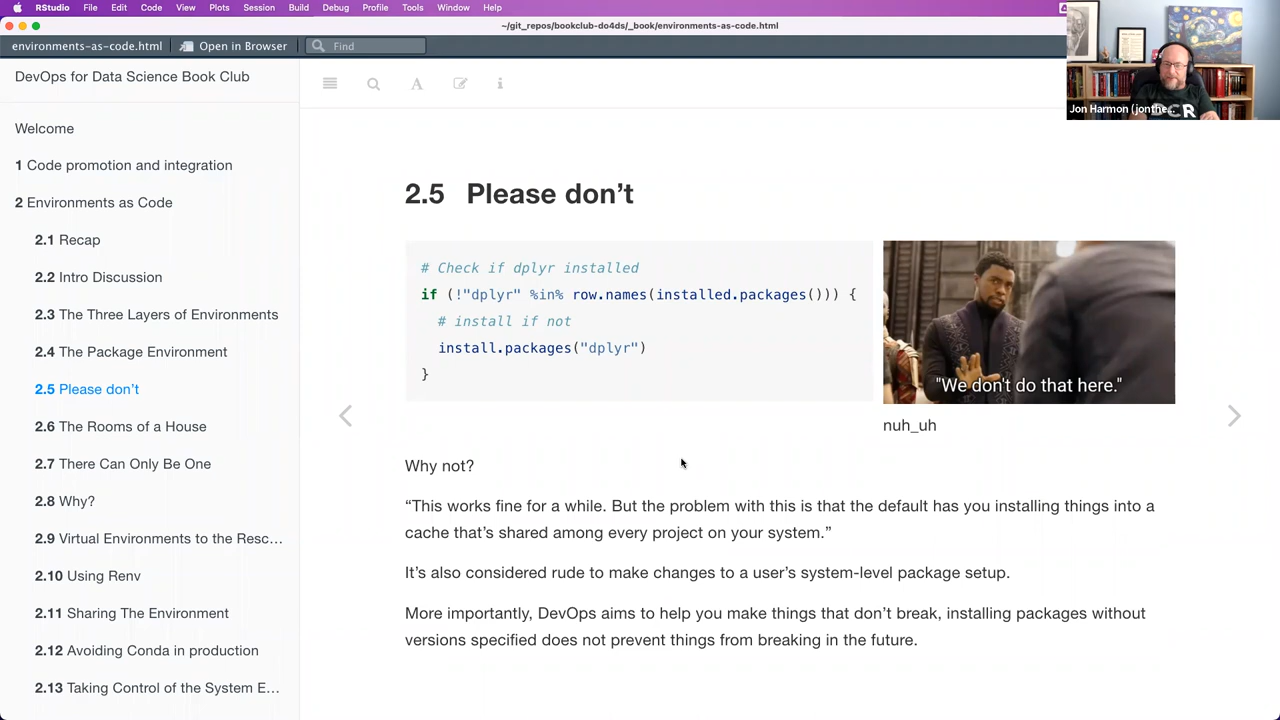 RStudio File Edit Code View Plots Session Build Debug Profile Tools Window Help
~/git_repos/bookclub-do4ds/_book/environments-as-code.html
environments-as-code.html Open in Browser Find
DevOps for Data Science Book Club
Welcome
1 Code promotion and integration
2 Environments as Code
2.1 Recap
2.2 Intro Discussion
2.3 The Three Layers of Environments
2.4 The Package Environment
2.5 Please don’t
2.6 The Rooms of a House
2.7 There Can Only Be One
2.8 Why?
2.9 Virtual Environments to the Resc…
2.10 Using Renv
2.11 Sharing The Environment
2.12 Avoiding Conda in production
2.13 Taking Control of the System E…
2.5 Please don’t
# Check if dplyr installed
if (!"dplyr" %in% row.names(installed.packages())) {
# install if not
install.packages("dplyr")
}
"We don't do that here."
nuh_uh
Why not?
“This works fine for a while. But the problem with this is that the default has you installing things into a
cache that’s shared among every project on your system.”
It’s also considered rude to make changes to a user’s system-level package setup.
More importantly, DevOps aims to help you make things that don’t break, installing packages without
versions specified does not prevent things from breaking in the future.
Jon Harmon (jonthe...
CR